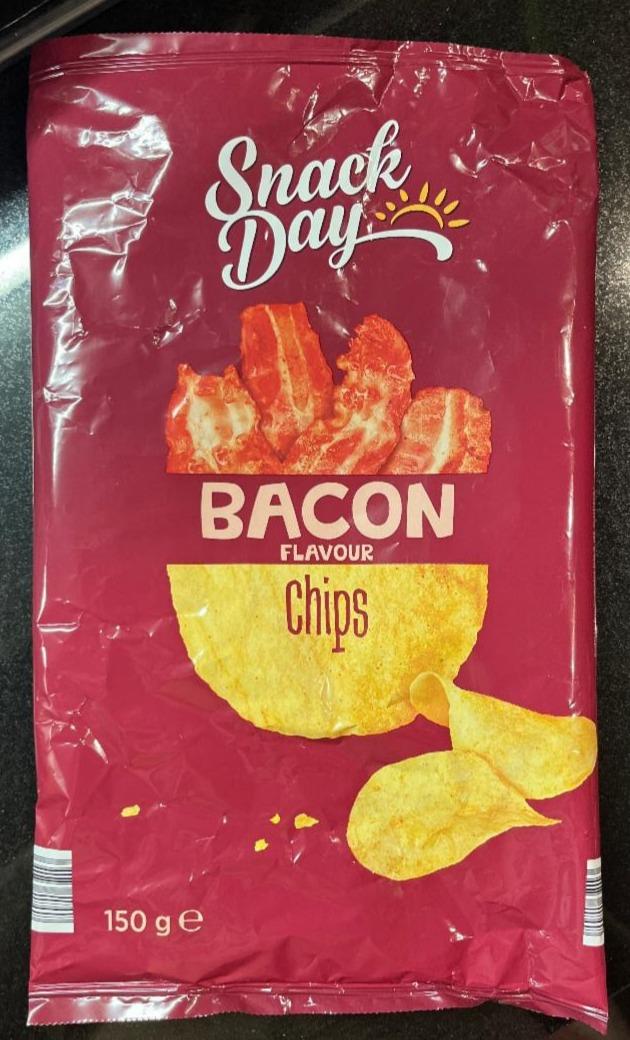 Snack
Day
BACON
FLAVOUR
Chips
150 g ℮